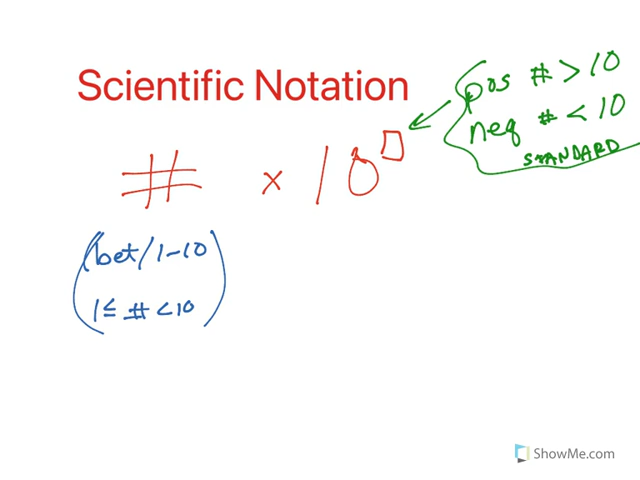 Scientific Notation
pos # > 10
neg # < 10
STANDARD
# × 10▯
(bet/1-10
1≤ # < 10)
ShowMe.com